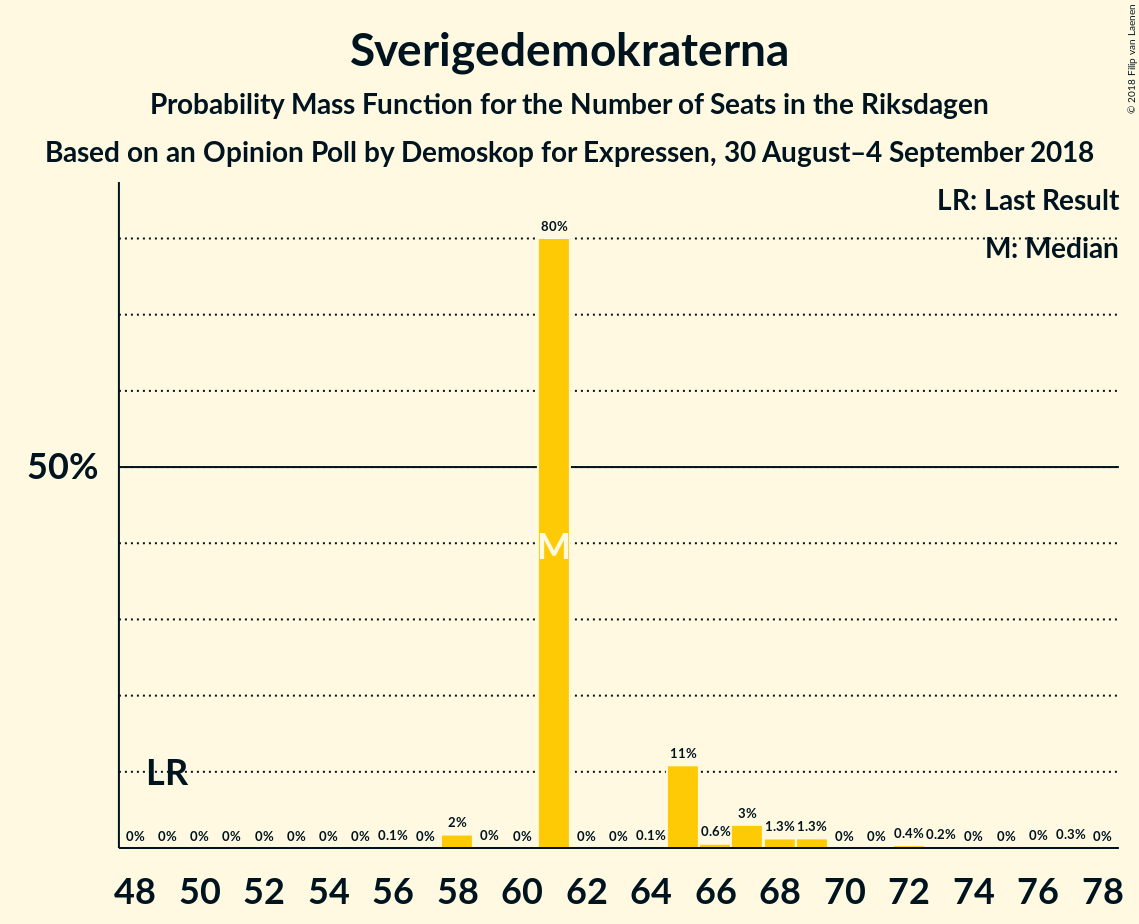 Sverigedemokraterna
Probability Mass Function for the Number of Seats in the Riksdagen
Based on an Opinion Poll by Demoskop for Expressen, 30 August–4 September 2018
© 2018 Filip van Laenen
LR: Last Result
M: Median
80%
50%
M
11%
LR
0% 0% 0% 0% 0% 0% 0% 0% 0.1% 0% 2% 0% 0% 0% 0% 0.1% 0.6% 3% 1.3% 1.3% 0% 0% 0.4% 0.2% 0% 0% 0% 0.3% 0%
48 50 52 54 56 58 60 62 64 66 68 70 72 74 76 78